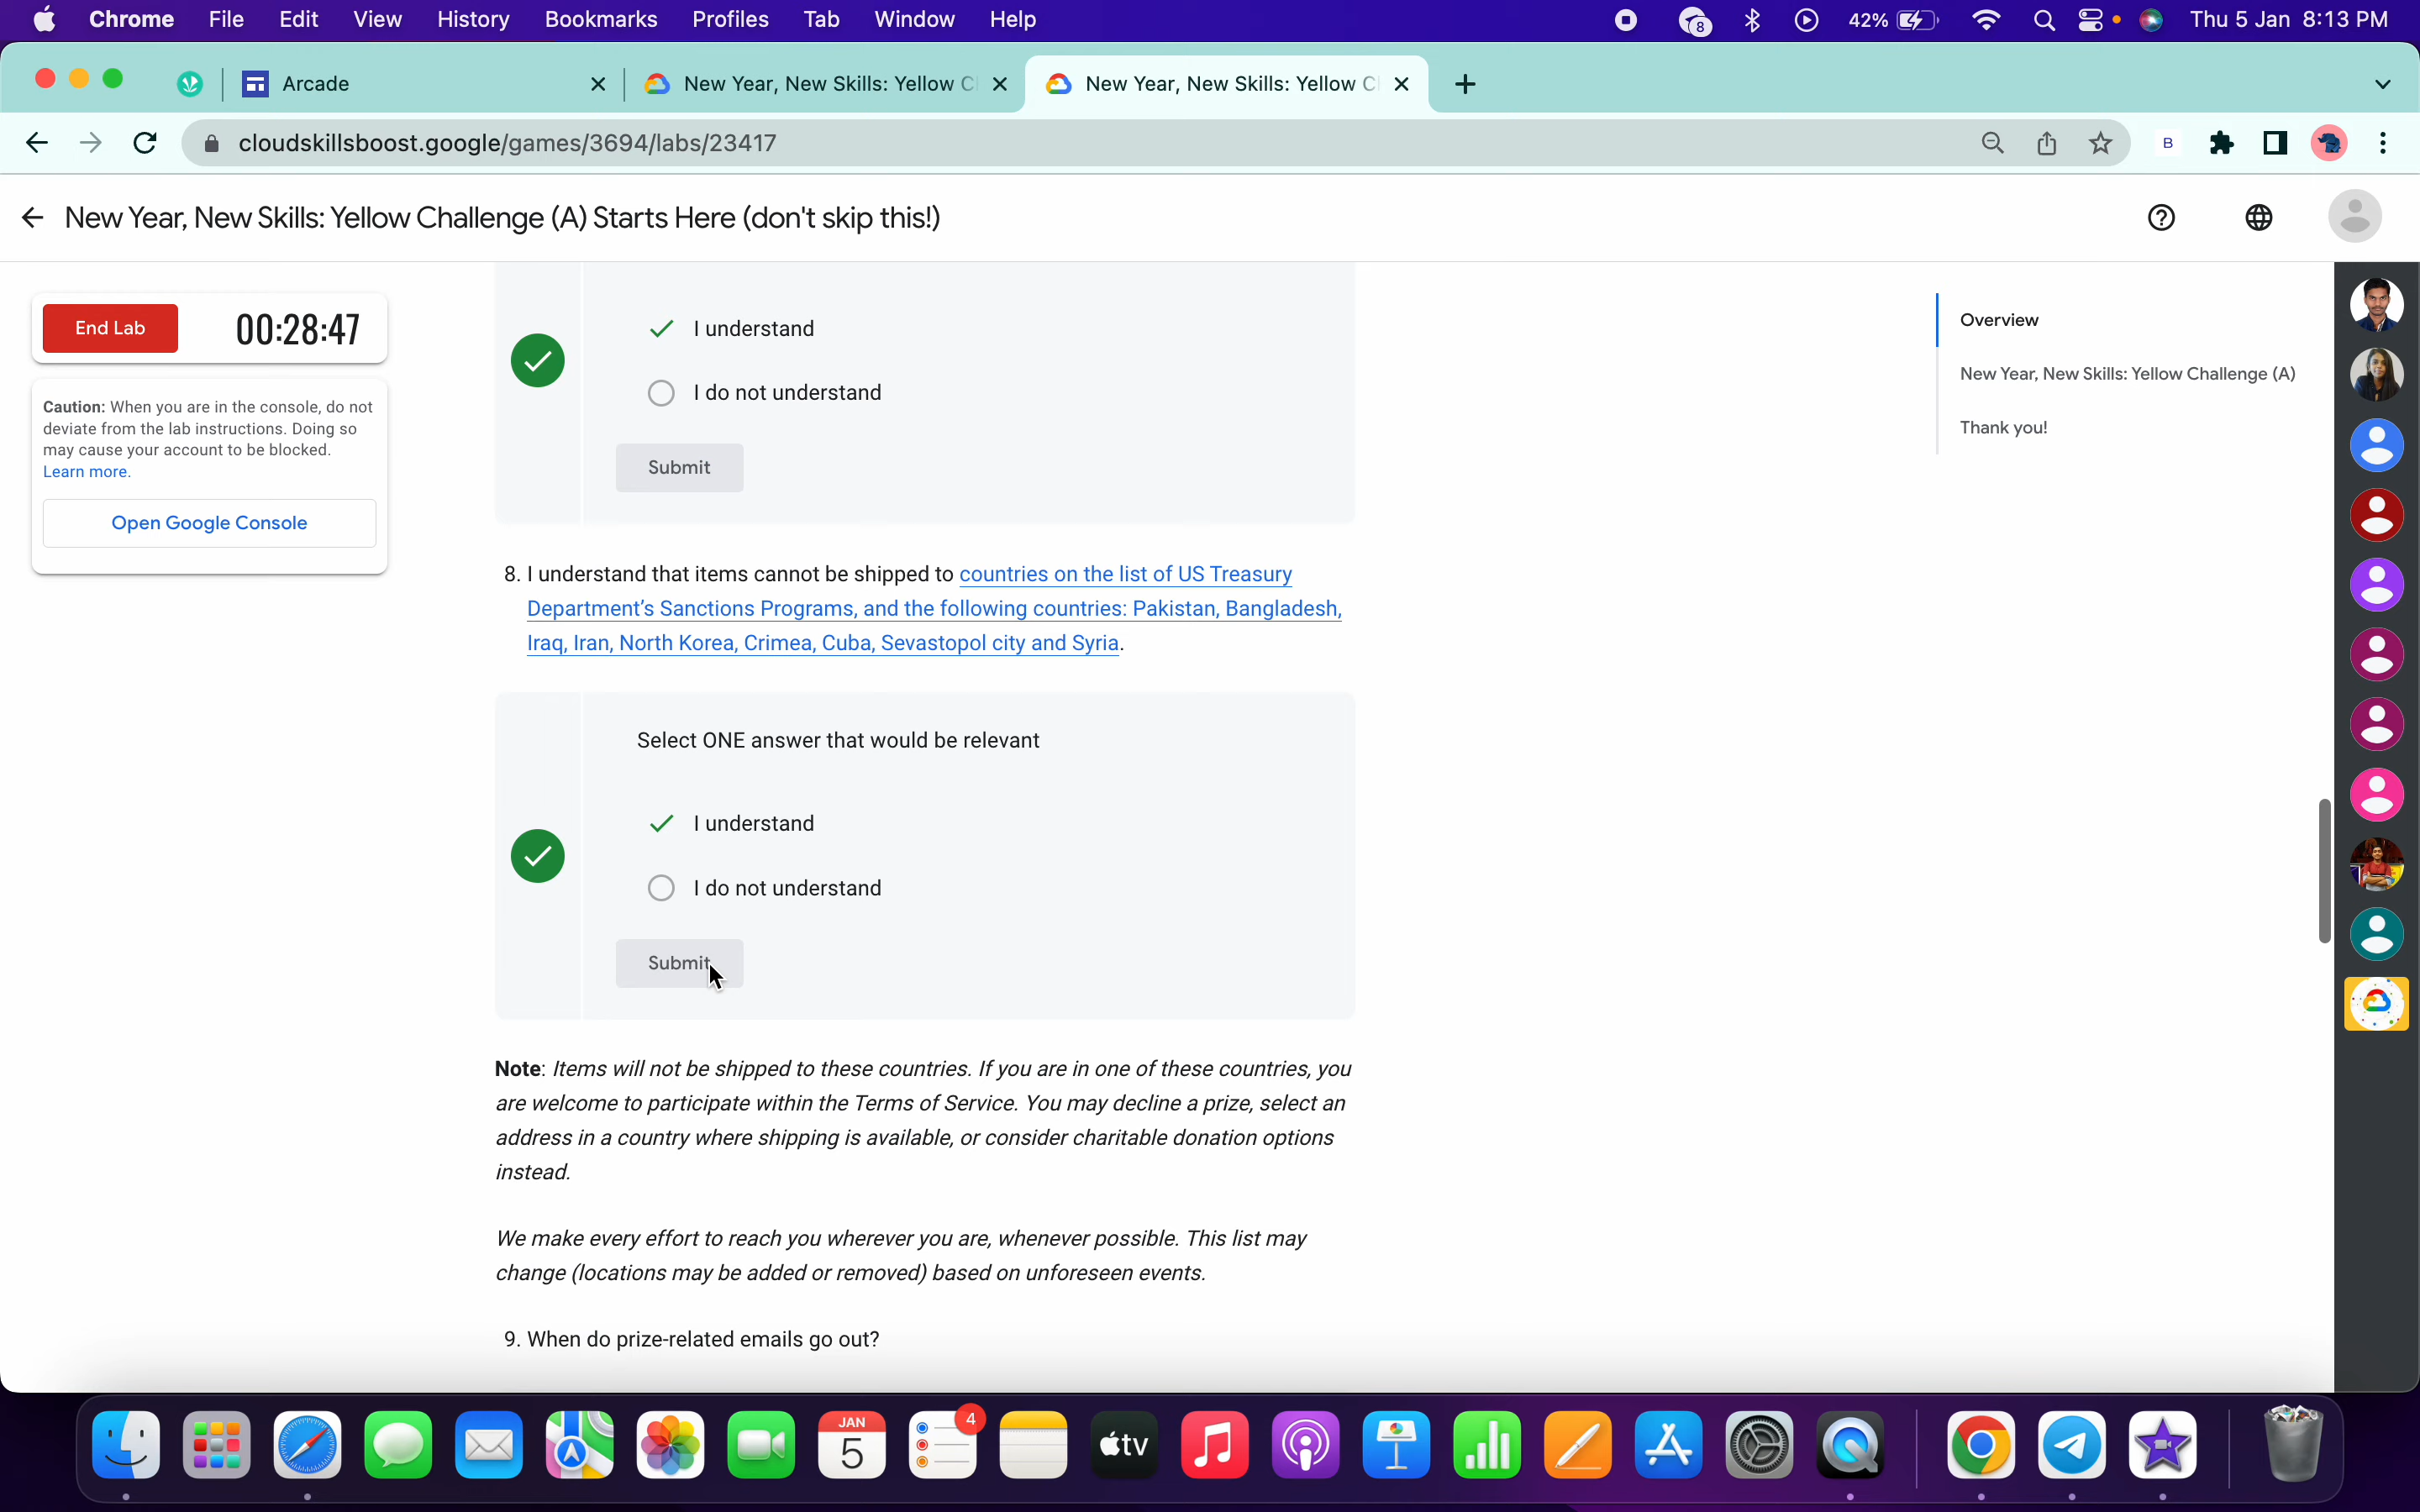 Chrome File Edit View History Bookmarks Profiles Tab Window Help 8 42% Thu 5 Jan 8:13 PM
Arcade New Year, New Skills: Yellow C New Year, New Skills: Yellow C
cloudskillsboost.google/games/3694/labs/23417 B
New Year, New Skills: Yellow Challenge (A) Starts Here (don't skip this!)
End Lab 00:28:47
Caution: When you are in the console, do not
deviate from the lab instructions. Doing so
may cause your account to be blocked.
Learn more.
Open Google Console
I understand
I do not understand
Submit
8. I understand that items cannot be shipped to countries on the list of US Treasury
Department’s Sanctions Programs, and the following countries: Pakistan, Bangladesh,
Iraq, Iran, North Korea, Crimea, Cuba, Sevastopol city and Syria.
Select ONE answer that would be relevant
I understand
I do not understand
Submit
Note: Items will not be shipped to these countries. If you are in one of these countries, you
are welcome to participate within the Terms of Service. You may decline a prize, select an
address in a country where shipping is available, or consider charitable donation options
instead.
We make every effort to reach you wherever you are, whenever possible. This list may
change (locations may be added or removed) based on unforeseen events.
9. When do prize-related emails go out?
Overview
New Year, New Skills: Yellow Challenge (A)
Thank you!
JAN
5
4
tv